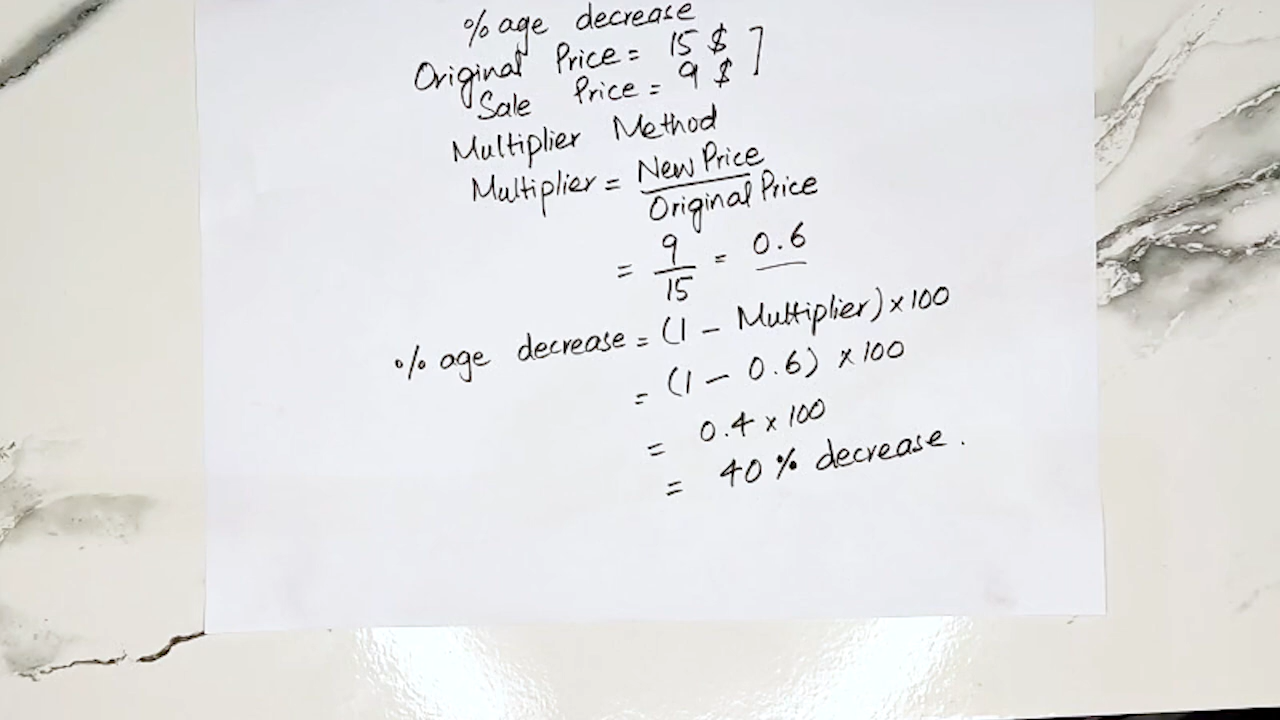 % age decrease
Original Price = 15 $ ]
Sale Price = 9 $
Multiplier Method
Multiplier = New Price
Original Price
= 9 = 0.6
15
% age decrease = (1 - Multiplier) × 100
= (1 - 0.6) × 100
= 0.4 × 100
= 40 % decrease.